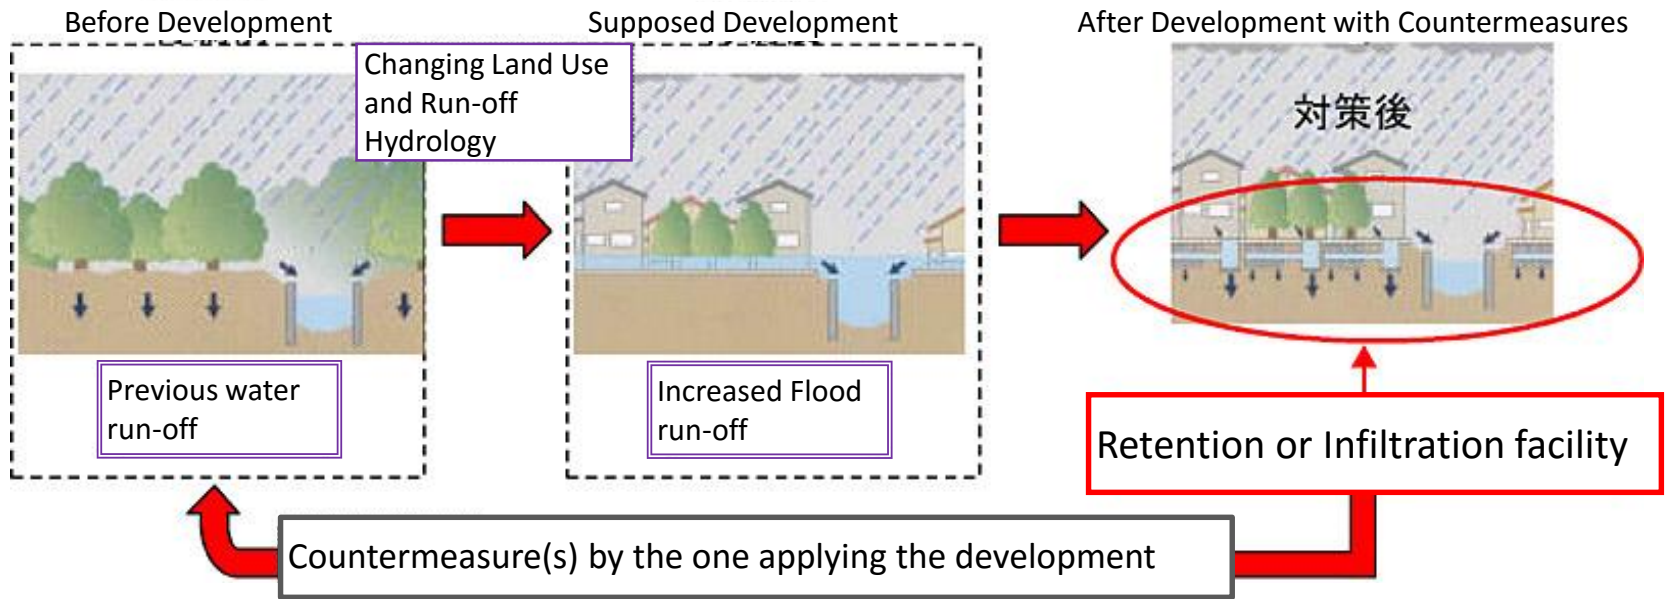 Before Development
Supposed Development
After Development with Countermeasures
Changing Land Use
and Run-off
Hydrology
対策後
Previous water
run-off
Increased Flood
run-off
Retention or Infiltration facility
Countermeasure(s) by the one applying the development